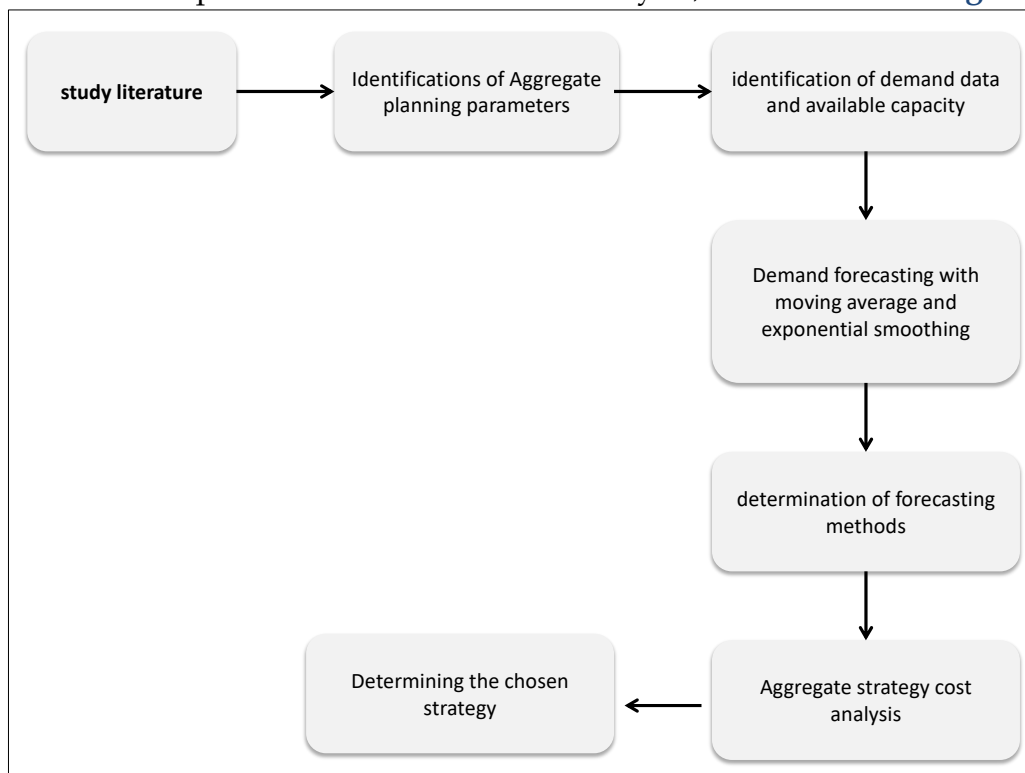 study literature
Identifications of Aggregate
planning parameters
identification of demand data
and available capacity
Demand forecasting with
moving average and
exponential smoothing
determination of forecasting
methods
Aggregate strategy cost
analysis
Determining the chosen
strategy